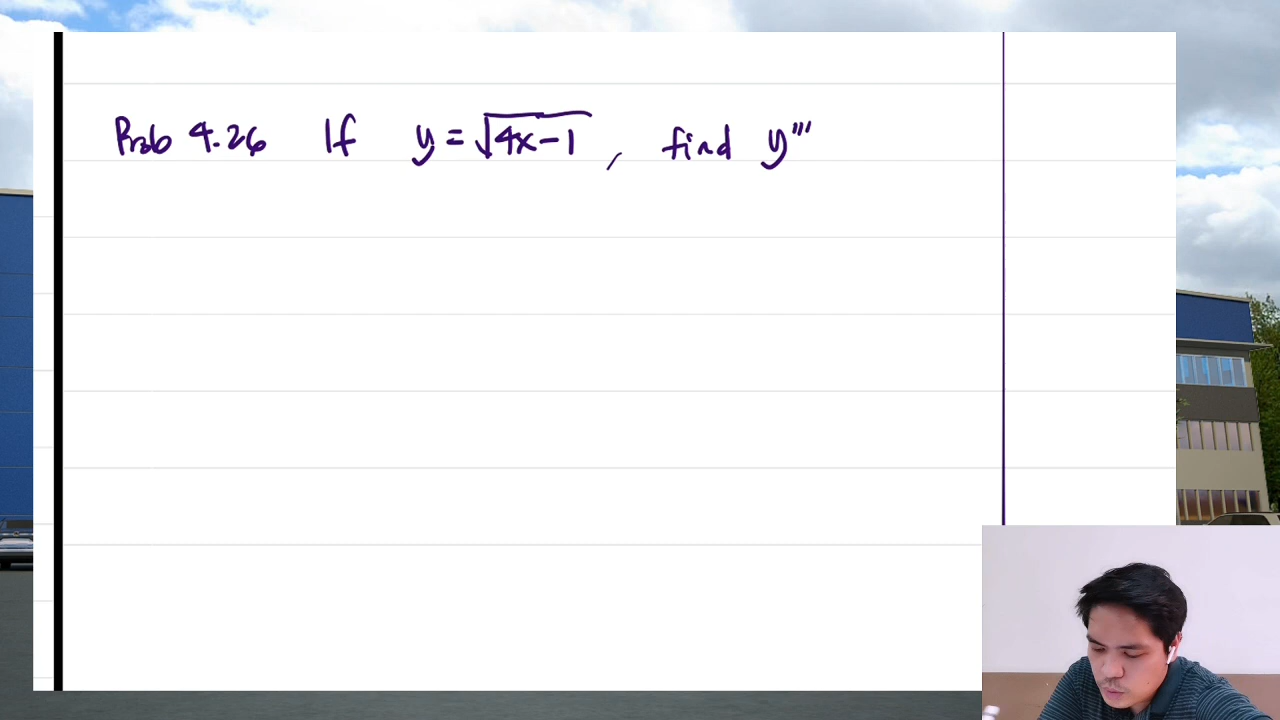 Prob 4.26 If y = √4x-1 , find y'''